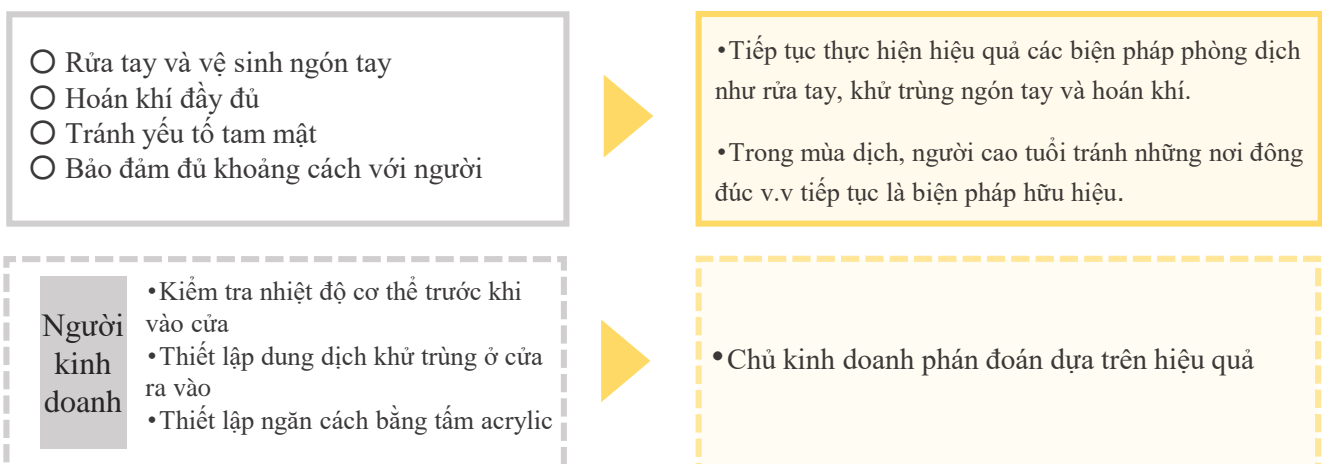 ○ Rửa tay và vệ sinh ngón tay
○ Hoán khí đầy đủ
○ Tránh yếu tố tam mật
○ Bảo đảm đủ khoảng cách với người
•Tiếp tục thực hiện hiệu quả các biện pháp phòng dịch
như rửa tay, khử trùng ngón tay và hoán khí.
•Trong mùa dịch, người cao tuổi tránh những nơi đông
đúc v.v tiếp tục là biện pháp hữu hiệu.
Người
kinh
doanh
•Kiểm tra nhiệt độ cơ thể trước khi
vào cửa
•Thiết lập dung dịch khử trùng ở cửa
ra vào
•Thiết lập ngăn cách bằng tấm acrylic
•Chủ kinh doanh phán đoán dựa trên hiệu quả